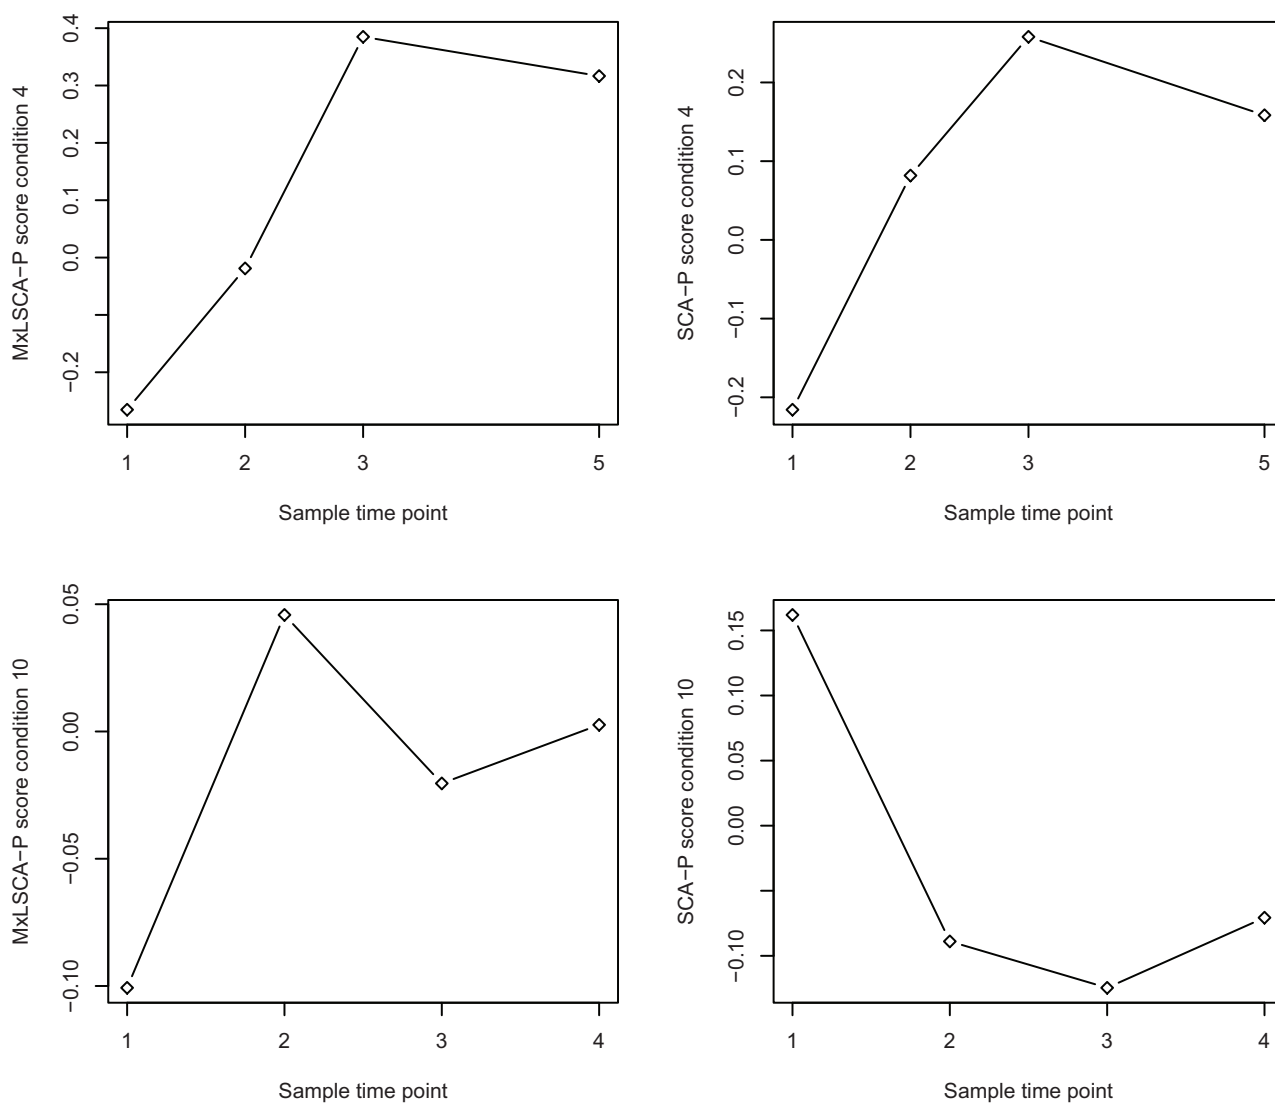 MxLSCA−P score condition 4
0.4
0.3
0.2
0.1
0.0
−0.2
1 2 3 5
Sample time point
SCA−P score condition 4
0.2
0.1
0.0
−0.1
−0.2
1 2 3 5
Sample time point
MxLSCA−P score condition 10
0.05
0.00
−0.05
−0.10
1 2 3 4
Sample time point
SCA−P score condition 10
0.15
0.10
0.05
0.00
−0.10
1 2 3 4
Sample time point